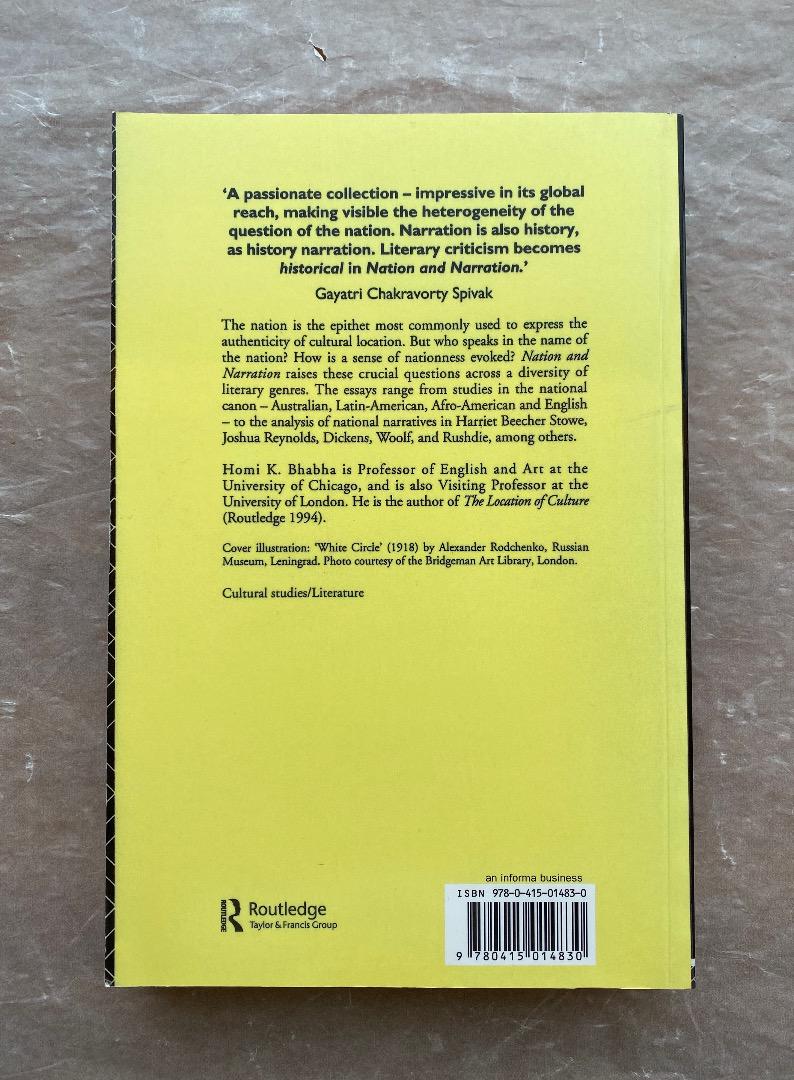 ‘A passionate collection – impressive in its global
reach, making visible the heterogeneity of the
question of the nation. Narration is also history,
as history narration. Literary criticism becomes
historical in Nation and Narration.’
Gayatri Chakravorty Spivak
The nation is the epithet most commonly used to express the
authenticity of cultural location. But who speaks in the name of
the nation? How is a sense of nationness evoked? Nation and
Narration raises these crucial questions across a diversity of
literary genres. The essays range from studies in the national
canon – Australian, Latin-American, Afro-American and English
– to the analysis of national narratives in Harriet Beecher Stowe,
Joshua Reynolds, Dickens, Woolf, and Rushdie, among others.
Homi K. Bhabha is Professor of English and Art at the
University of Chicago, and is also Visiting Professor at the
University of London. He is the author of The Location of Culture
(Routledge 1994).
Cover illustration: ‘White Circle’ (1918) by Alexander Rodchenko, Russian
Museum, Leningrad. Photo courtesy of the Bridgeman Art Library, London.
Cultural studies/Literature
an informa business
ISBN 978-0-415-01483-0
ROUTLEDGE
Routledge
Taylor & Francis Group
9 780415 014830